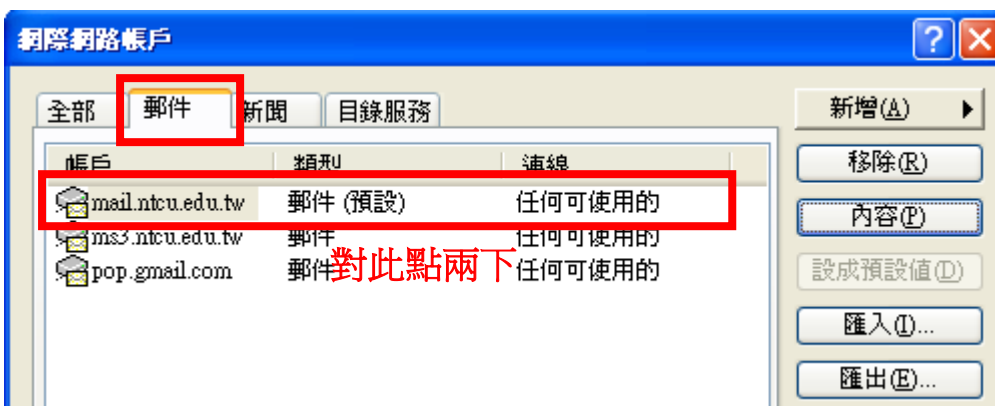 網際網路帳戶
全部 郵件 新聞 目錄服務
新增(A)
帳戶 類型 連線
移除(R)
mail.ntcu.edu.tw 郵件 (預設) 任何可使用的
內容(P)
ms3.ntcu.edu.tw 郵件 任何可使用的
對此點兩下
pop.gmail.com 郵件 任何可使用的
設成預設值(D)
匯入(I)...
匯出(E)...